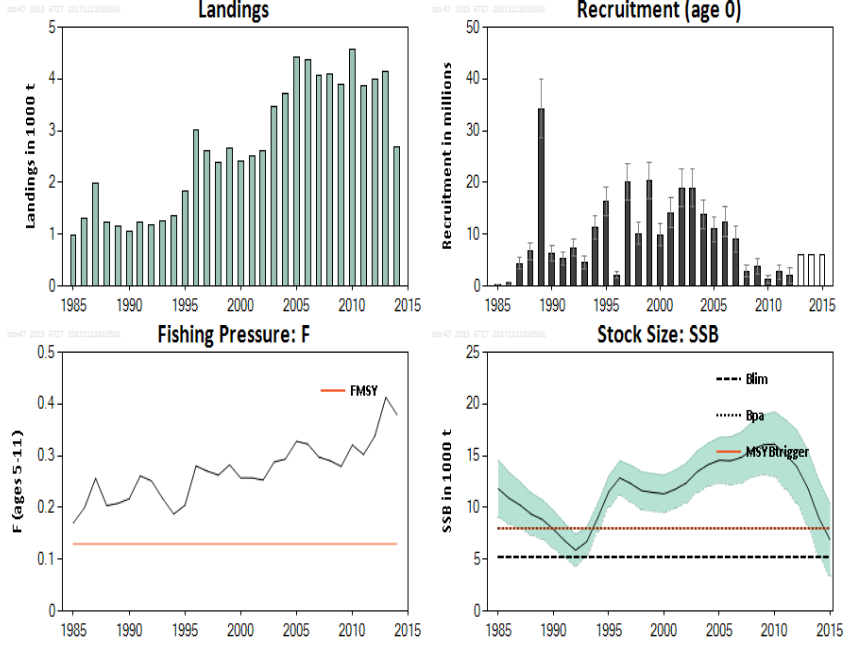 Landings
Landings in 1000 t
5
4
3
2
1
0
1985 1990 1995 2000 2005 2010 2015
Recruitment (age 0)
Recruitment in millions
50
40
30
20
10
0
1985 1990 1995 2000 2005 2010 2015
Fishing Pressure: F
F (ages 5-11)
0.5
0.4
0.3
0.2
0.1
0
FMSY
1985 1990 1995 2000 2005 2010 2015
Stock Size: SSB
SSB in 1000 t
25
20
15
10
5
0
Blim
Bpa
MSYBtrigger
1985 1990 1995 2000 2005 2010 2015